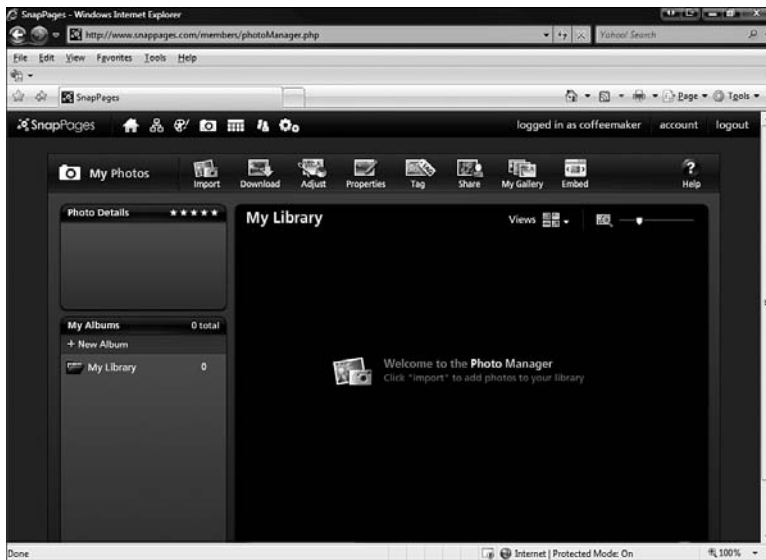 SnapPages - Windows Internet Explorer
http://www.snappages.com/members/photoManager.php
Yahoo! Search
File Edit View Favorites Tools Help
SnapPages
Page Tools
SnapPages
logged in as coffeemaker account logout
My Photos
Import Download Adjust Properties Tag Share My Gallery Embed Help
Photo Details
My Library
Views
My Albums 0 total
+ New Album
My Library 0
Welcome to the Photo Manager
Click "import" to add photos to your library
Done
Internet | Protected Mode: On
100%